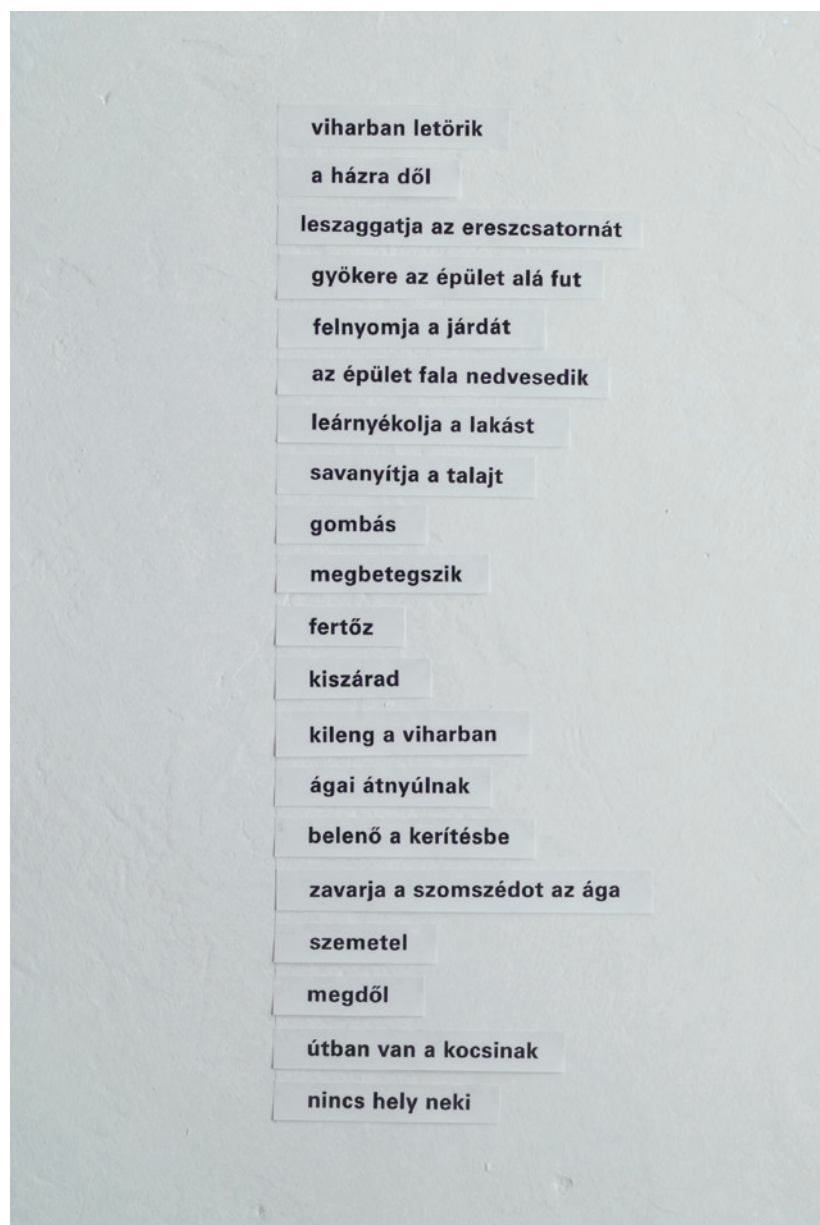 viharban letörik
a házra dől
leszaggatja az ereszcsatornát
gyökere az épület alá fut
felnyomja a járdát
az épület fala nedvesedik
leárnyékolja a lakást
savanyítja a talajt
gombás
megbetegszik
fertőz
kiszárad
kileng a viharban
ágai átnyúlnak
belenő a kerítésbe
zavarja a szomszédot az ága
szemetel
megdől
útban van a kocsinak
nincs hely neki